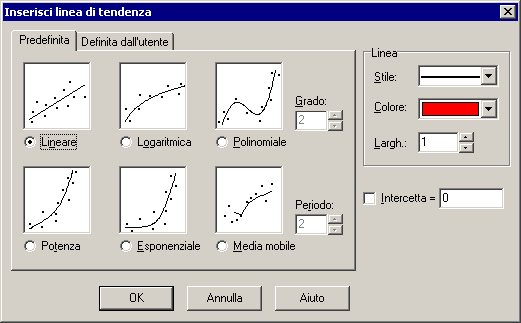 Inserisci linea di tendenza
Predefinita
Definita dall'utente
Lineare
Logaritmica
Polinomiale
Grado:
2
Potenza
Esponenziale
Media mobile
Periodo:
2
Linea
Stile:
Colore:
Largh.:
1
Intercetta =
0
OK
Annulla
Aiuto